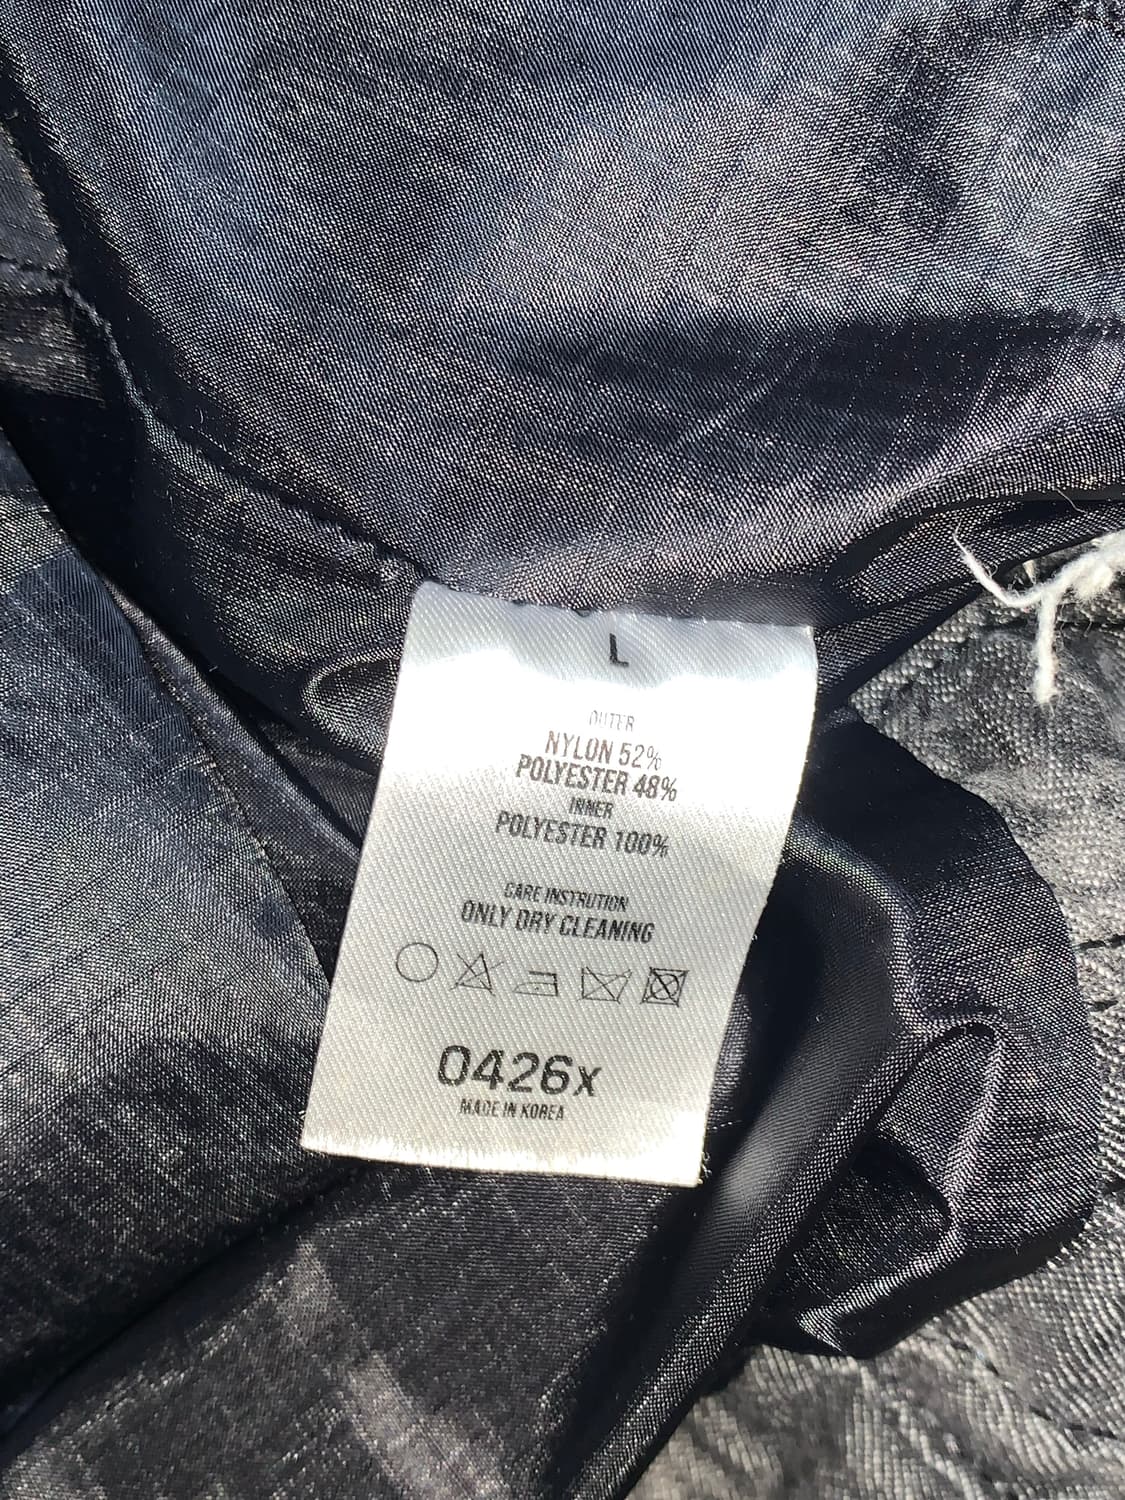 L
OUTER
NYLON 52%
POLYESTER 48%
INNER
POLYESTER 100%
CARE INSTRUTION
ONLY DRY CLEANING
0426x
MADE IN KOREA